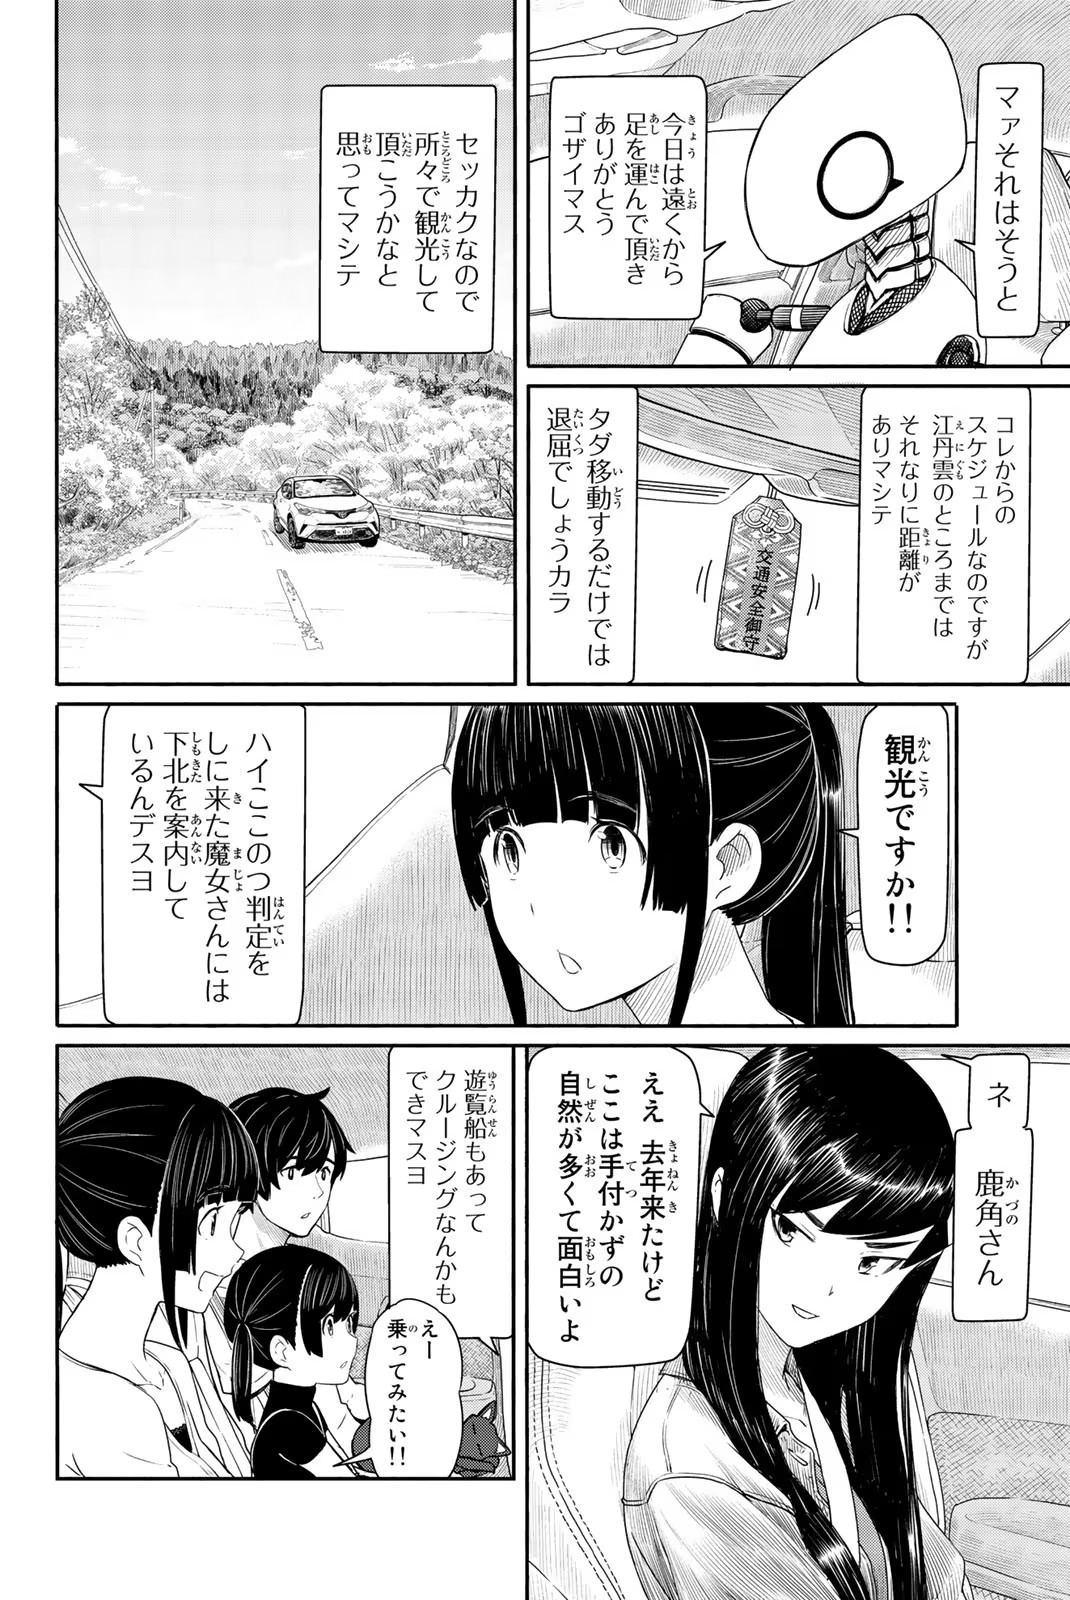 マァそれはそうと
今日は遠くから
足を運んで頂き
ありがとう
ゴザイマス
コレからの
スケジュールなのですが
江丹雲のところまでは
それなりに距離が
ありマシテ
交通安全御守
タダ移動するだけでは
退屈でしょうカラ
セッカクなので
所々で観光して
頂こうかなと
思ってマシテ
観光ですか!!
ハイここのつ判定を
しに来た魔女さんには
下北を案内して
いるんデスヨ
ネ
鹿角さん
ええ 去年来たけど
ここは手付かずの
自然が多くて面白いよ
遊覧船もあって
クルージングなんかも
できマスヨ
えー
乗ってみたい!!